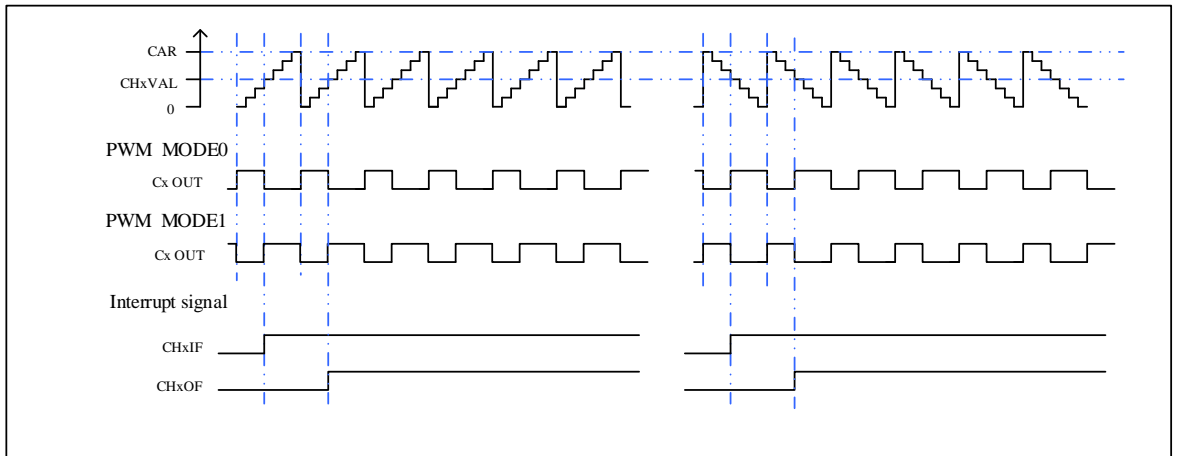 CAR
CHxVAL
0
PWM MODE0
Cx OUT
PWM MODE1
Cx OUT
Interrupt signal
CHxIF
CHxOF